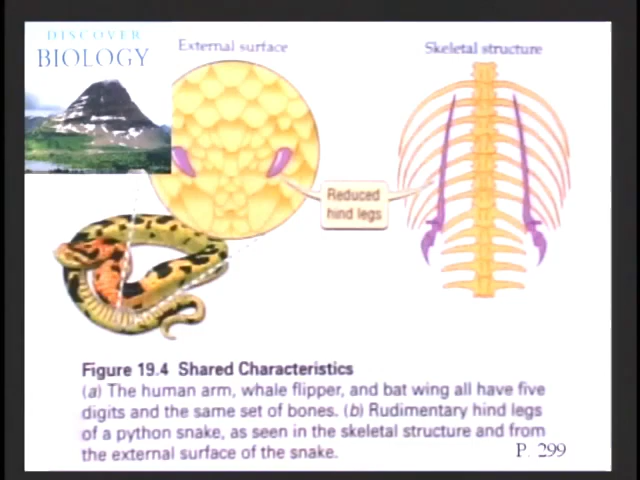 DISCOVER
BIOLOGY
External surface
Skeletal structure
Reduced
hind legs
Figure 19.4 Shared Characteristics
(a) The human arm, whale flipper, and bat wing all have five
digits and the same set of bones. (b) Rudimentary hind legs
of a python snake, as seen in the skeletal structure and from
the external surface of the snake.
P. 299